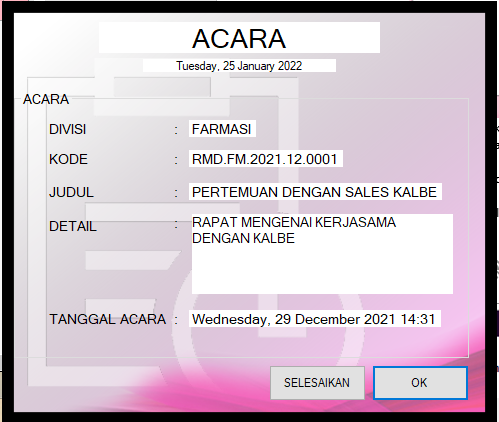 ACARA
Tuesday, 25 January 2022
ACARA
DIVISI : FARMASI
KODE : RMD.FM.2021.12.0001
JUDUL : PERTEMUAN DENGAN SALES KALBE
DETAIL : RAPAT MENGENAI KERJASAMA
DENGAN KALBE
TANGGAL ACARA : Wednesday, 29 December 2021 14:31
SELESAIKAN OK